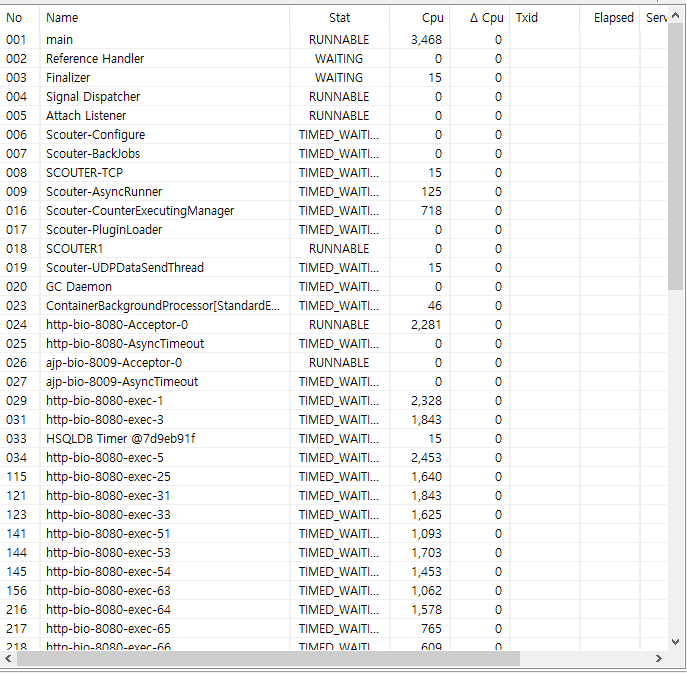 No Name Stat Cpu Δ Cpu Txid Elapsed Serv
001 main RUNNABLE 3,468 0
002 Reference Handler WAITING 0 0
003 Finalizer WAITING 15 0
004 Signal Dispatcher RUNNABLE 0 0
005 Attach Listener RUNNABLE 0 0
006 Scouter-Configure TIMED_WAITI... 0 0
007 Scouter-BackJobs TIMED_WAITI... 0 0
008 SCOUTER-TCP TIMED_WAITI... 15 0
009 Scouter-AsyncRunner TIMED_WAITI... 125 0
016 Scouter-CounterExecutingManager TIMED_WAITI... 718 0
017 Scouter-PluginLoader TIMED_WAITI... 0 0
018 SCOUTER1 RUNNABLE 0 0
019 Scouter-UDPDataSendThread TIMED_WAITI... 15 0
020 GC Daemon TIMED_WAITI... 0 0
023 ContainerBackgroundProcessor[StandardE... TIMED_WAITI... 46 0
024 http-bio-8080-Acceptor-0 RUNNABLE 2,281 0
025 http-bio-8080-AsyncTimeout TIMED_WAITI... 0 0
026 ajp-bio-8009-Acceptor-0 RUNNABLE 0 0
027 ajp-bio-8009-AsyncTimeout TIMED_WAITI... 0 0
029 http-bio-8080-exec-1 TIMED_WAITI... 2,328 0
031 http-bio-8080-exec-3 TIMED_WAITI... 1,843 0
033 HSQLDB Timer @7d9eb91f TIMED_WAITI... 15 0
034 http-bio-8080-exec-5 TIMED_WAITI... 2,453 0
115 http-bio-8080-exec-25 TIMED_WAITI... 1,640 0
121 http-bio-8080-exec-31 TIMED_WAITI... 1,843 0
123 http-bio-8080-exec-33 TIMED_WAITI... 1,625 0
141 http-bio-8080-exec-51 TIMED_WAITI... 1,093 0
144 http-bio-8080-exec-53 TIMED_WAITI... 1,703 0
145 http-bio-8080-exec-54 TIMED_WAITI... 1,453 0
156 http-bio-8080-exec-63 TIMED_WAITI... 1,062 0
216 http-bio-8080-exec-64 TIMED_WAITI... 1,578 0
217 http-bio-8080-exec-65 TIMED_WAITI... 765 0
218 http-bio-8080-exec-66 TIMED_WAITI... 609 0